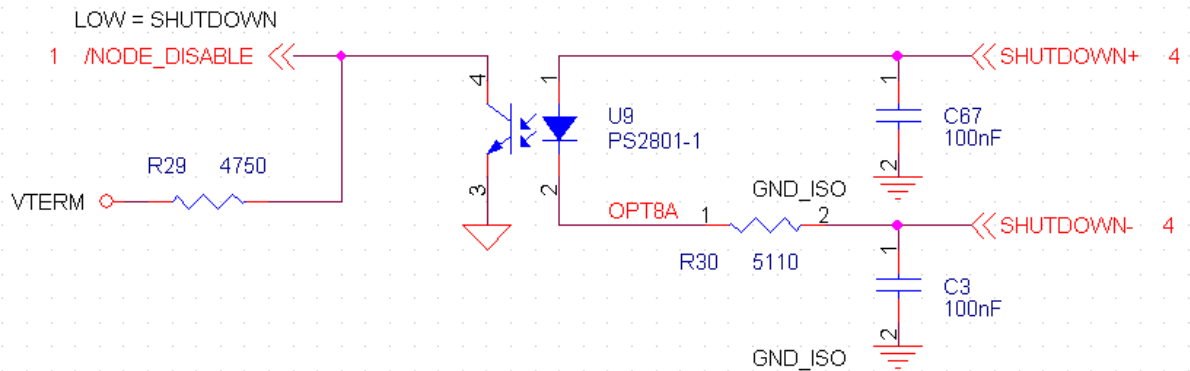 LOW = SHUTDOWN
1 /NODE_DISABLE
SHUTDOWN+ 4
4
1
1
U9
PS2801-1
C67
100nF
2
R29 4750
VTERM
3
2
GND_ISO
OPT8A
1
2
SHUTDOWN- 4
R30 5110
1
C3
100nF
2
GND_ISO